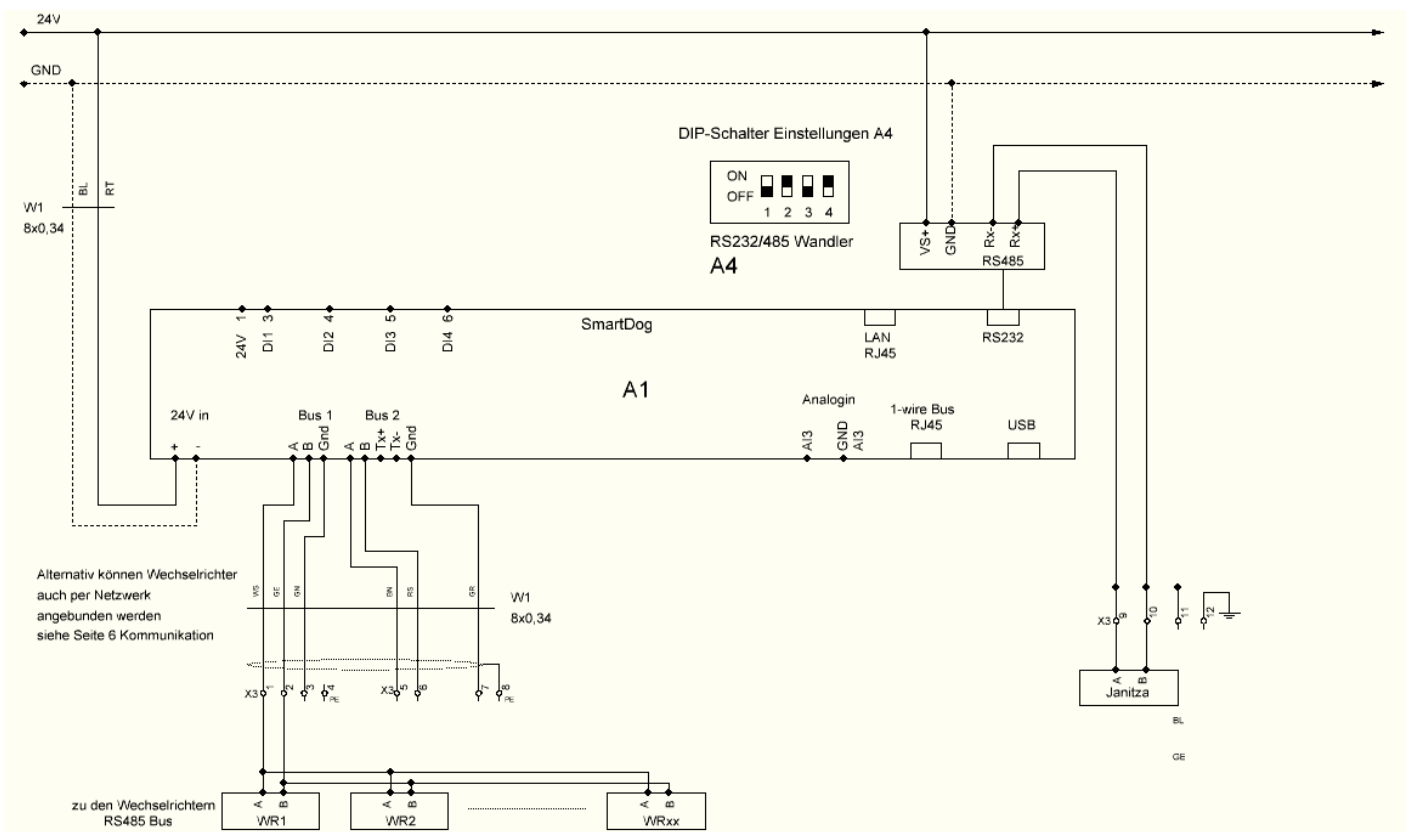 24V
GND
DIP-Schalter Einstellungen A4
ON
OFF
1 2 3 4
RS232/485 Wandler
A4
BL
RT
W1
8x0,34
VS+
GND
Rx-
Rx+
RS485
24V 1
DI1 3
DI2 4
DI3 5
DI4 6
SmartDog
LAN
RJ45
RS232
A1
24V in
+
-
Bus 1
A
B
Gnd
Bus 2
A
B
Tx+
Tx-
Gnd
Analogin
AI3
GND
AI3
1-wire Bus
RJ45
USB
Alternativ können Wechselrichter
auch per Netzwerk
angebunden werden
siehe Seite 6 Kommunikation
WS
GE
GN
BN
RS
GR
W1
8x0,34
X3
1
2
3
4
PE
X3
5
6
7
8
PE
X3
9
10
11
12
A
B
Janitza
BL
GE
zu den Wechselrichtern
RS485 Bus
A
B
WR1
A
B
WR2
A
B
WRxx